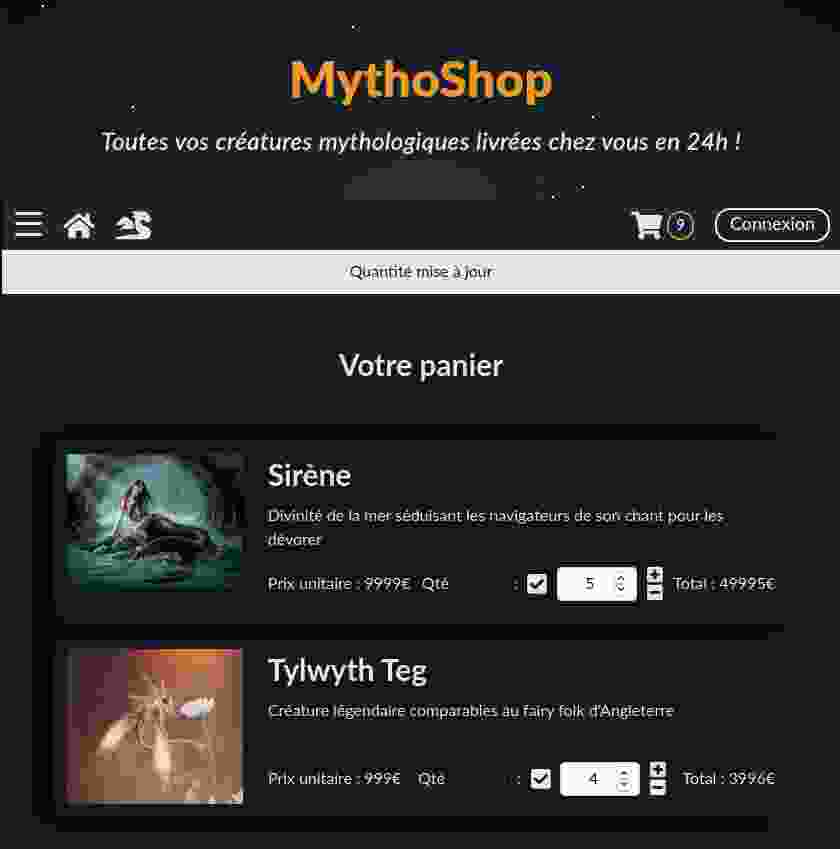 MythoShop
Toutes vos créatures mythologiques livrées chez vous en 24h !
9
Connexion
Quantité mise à jour
Votre panier
Sirène
Divinité de la mer séduisant les navigateurs de son chant pour les
dévorer
Prix unitaire : 9999€ Qté : 5 Total : 49995€
Tylwyth Teg
Créature légendaire comparables au fairy folk d'Angleterre
Prix unitaire : 999€ Qté : 4 Total : 3996€